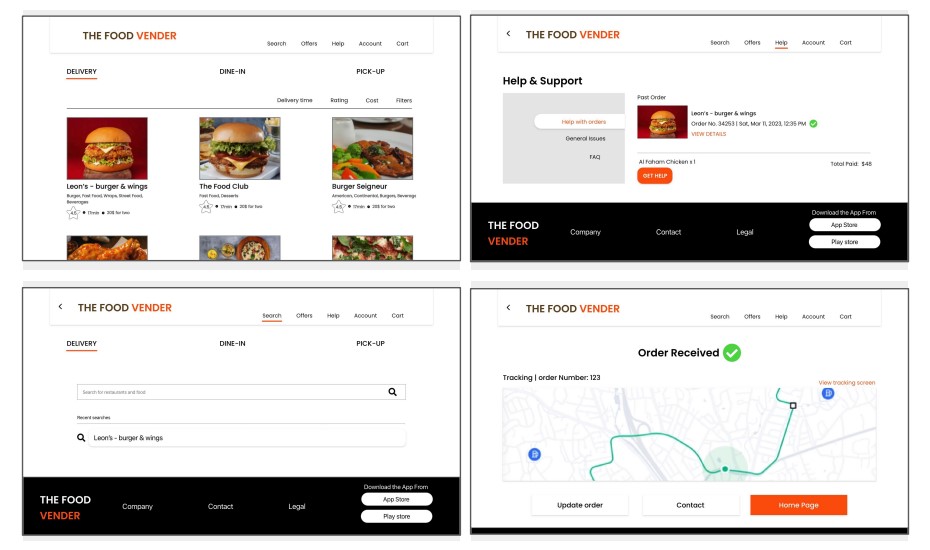 THE FOOD VENDER
Search Offers Help Account Cart
DELIVERY DINE-IN PICK-UP
Delivery time Rating Cost Filters
Leon's - burger & wings
Burger, Fast Food, Wraps, Street Food,
Beverages
4.5 17min 20$ for two
The Food Club
Fast Food, Desserts
4.5 17min 20$ for two
Burger Seigneur
American, Continental, Burgers, Beverage
4.5 17min 20$ for two
THE FOOD VENDER
Search Offers Help Account Cart
Help & Support
Help with orders
General Issues
FAQ
Past Order
Leon's - burger & wings
Order No. 34253 | Sat, Mar 11, 2023, 12:35 PM
VIEW DETAILS
Al Faham Chicken x 1
Total Paid: $48
GET HELP
THE FOOD
VENDER
Company Contact Legal
Download the App From
App Store
Play store
THE FOOD VENDER
Search Offers Help Account Cart
DELIVERY DINE-IN PICK-UP
Search for restaurants and food
Recent searches
Leon's - burger & wings
THE FOOD
VENDER
Company Contact Legal
Download the App From
App Store
Play store
THE FOOD VENDER
Search Offers Help Account Cart
Order Received
Tracking | order Number: 123
View tracking screen
Update order Contact Home Page